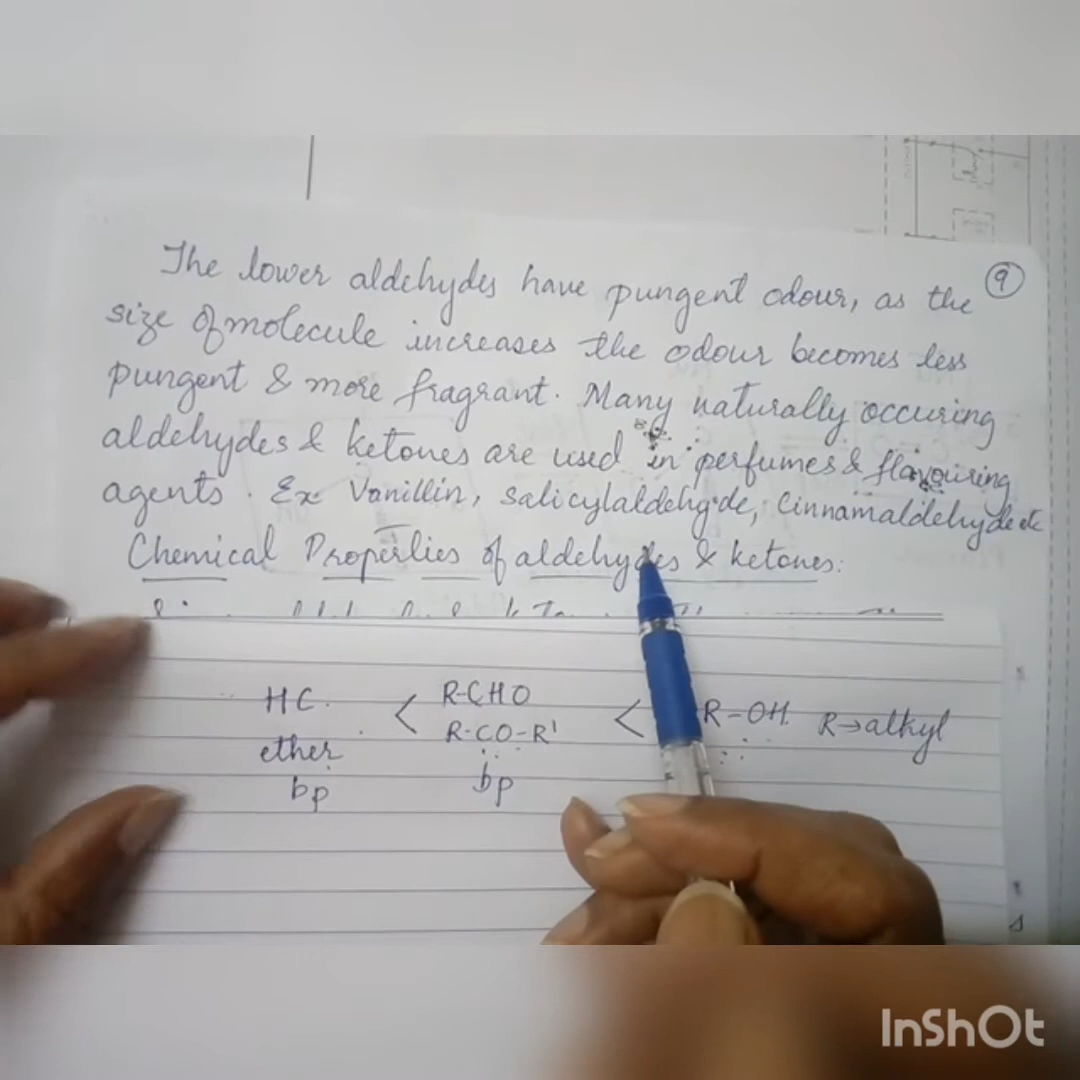 The lower aldehydes have pungent odour, as the
9
size of molecule increases the odour becomes less
pungent & more fragrant. Many naturally occuring
aldehydes & ketones are used in perfumes & flavouring
agents. Ex Vanillin, Salicylaldehyde, Cinnamaldehyde etc
Chemical Properties of aldehydes & ketones:
HC. < R-CHO < R-OH. R→alkyl
ether R-CO-R'
bp bp
InShOt